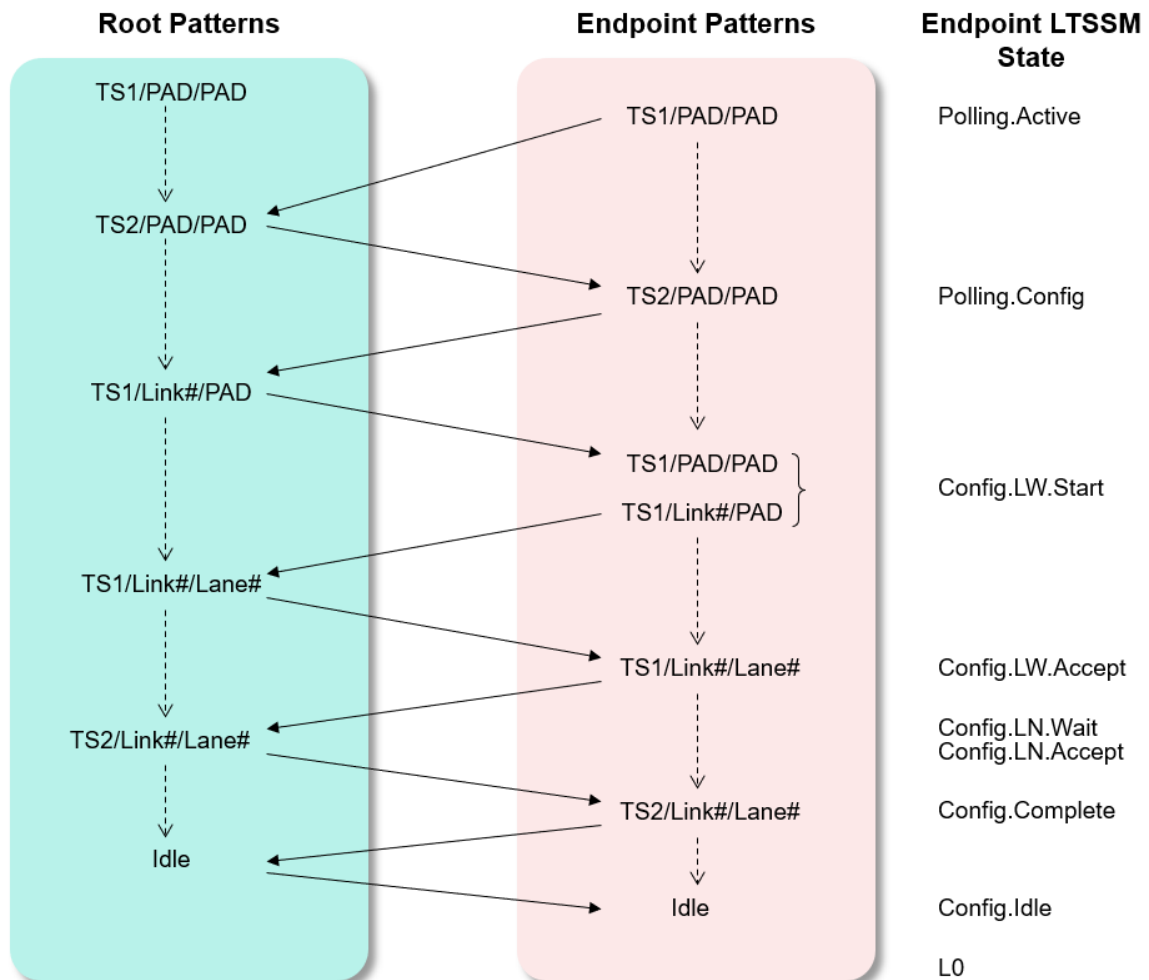 Root Patterns
Endpoint Patterns
Endpoint LTSSM
State
TS1/PAD/PAD
TS1/PAD/PAD
Polling.Active
TS2/PAD/PAD
TS2/PAD/PAD
Polling.Config
TS1/Link#/PAD
TS1/PAD/PAD
Config.LW.Start
TS1/Link#/PAD
TS1/Link#/Lane#
TS1/Link#/Lane#
Config.LW.Accept
Config.LN.Wait
TS2/Link#/Lane#
Config.LN.Accept
TS2/Link#/Lane#
Config.Complete
Idle
Idle
Config.Idle
L0